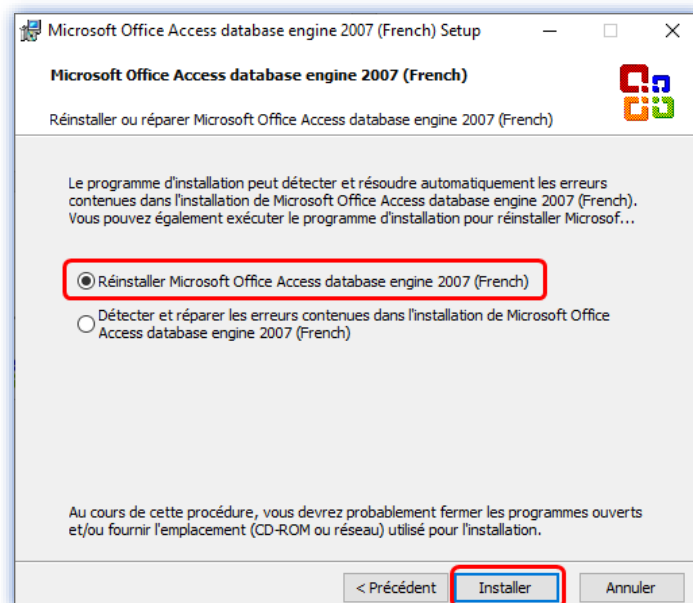 Microsoft Office Access database engine 2007 (French) Setup
Microsoft Office Access database engine 2007 (French)
Réinstaller ou réparer Microsoft Office Access database engine 2007 (French)
Le programme d'installation peut détecter et résoudre automatiquement les erreurs
contenues dans l'installation de Microsoft Office Access database engine 2007 (French).
Vous pouvez également exécuter le programme d'installation pour réinstaller Microsof...
Réinstaller Microsoft Office Access database engine 2007 (French)
Détecter et réparer les erreurs contenues dans l'installation de Microsoft Office
Access database engine 2007 (French)
Au cours de cette procédure, vous devrez probablement fermer les programmes ouverts
et/ou fournir l'emplacement (CD-ROM ou réseau) utilisé pour l'installation.
< Précédent
Installer
Annuler